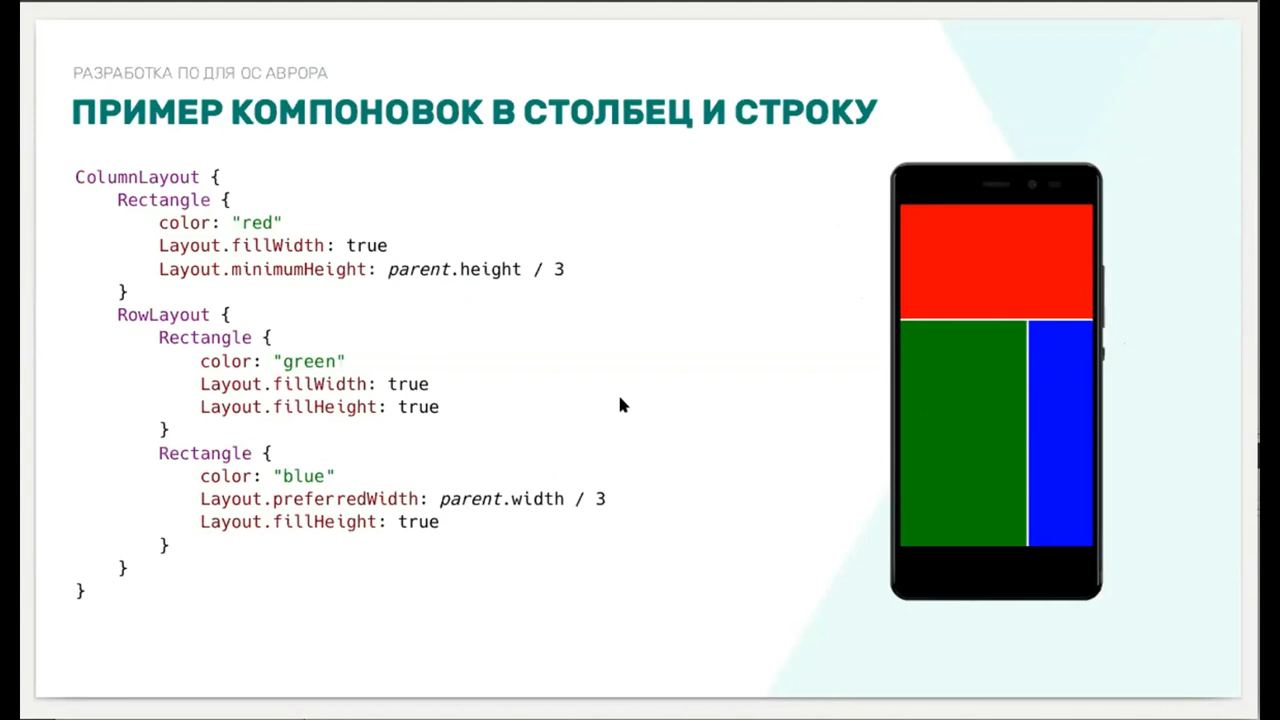 РАЗРАБОТКА ПО ДЛЯ ОС АВРОРА
ПРИМЕР КОМПОНОВОК В СТОЛБЕЦ И СТРОКУ
ColumnLayout {
    Rectangle {
        color: "red"
        Layout.fillWidth: true
        Layout.minimumHeight: parent.height / 3
    }
    RowLayout {
        Rectangle {
            color: "green"
            Layout.fillWidth: true
            Layout.fillHeight: true
        }
        Rectangle {
            color: "blue"
            Layout.preferredWidth: parent.width / 3
            Layout.fillHeight: true
        }
    }
}